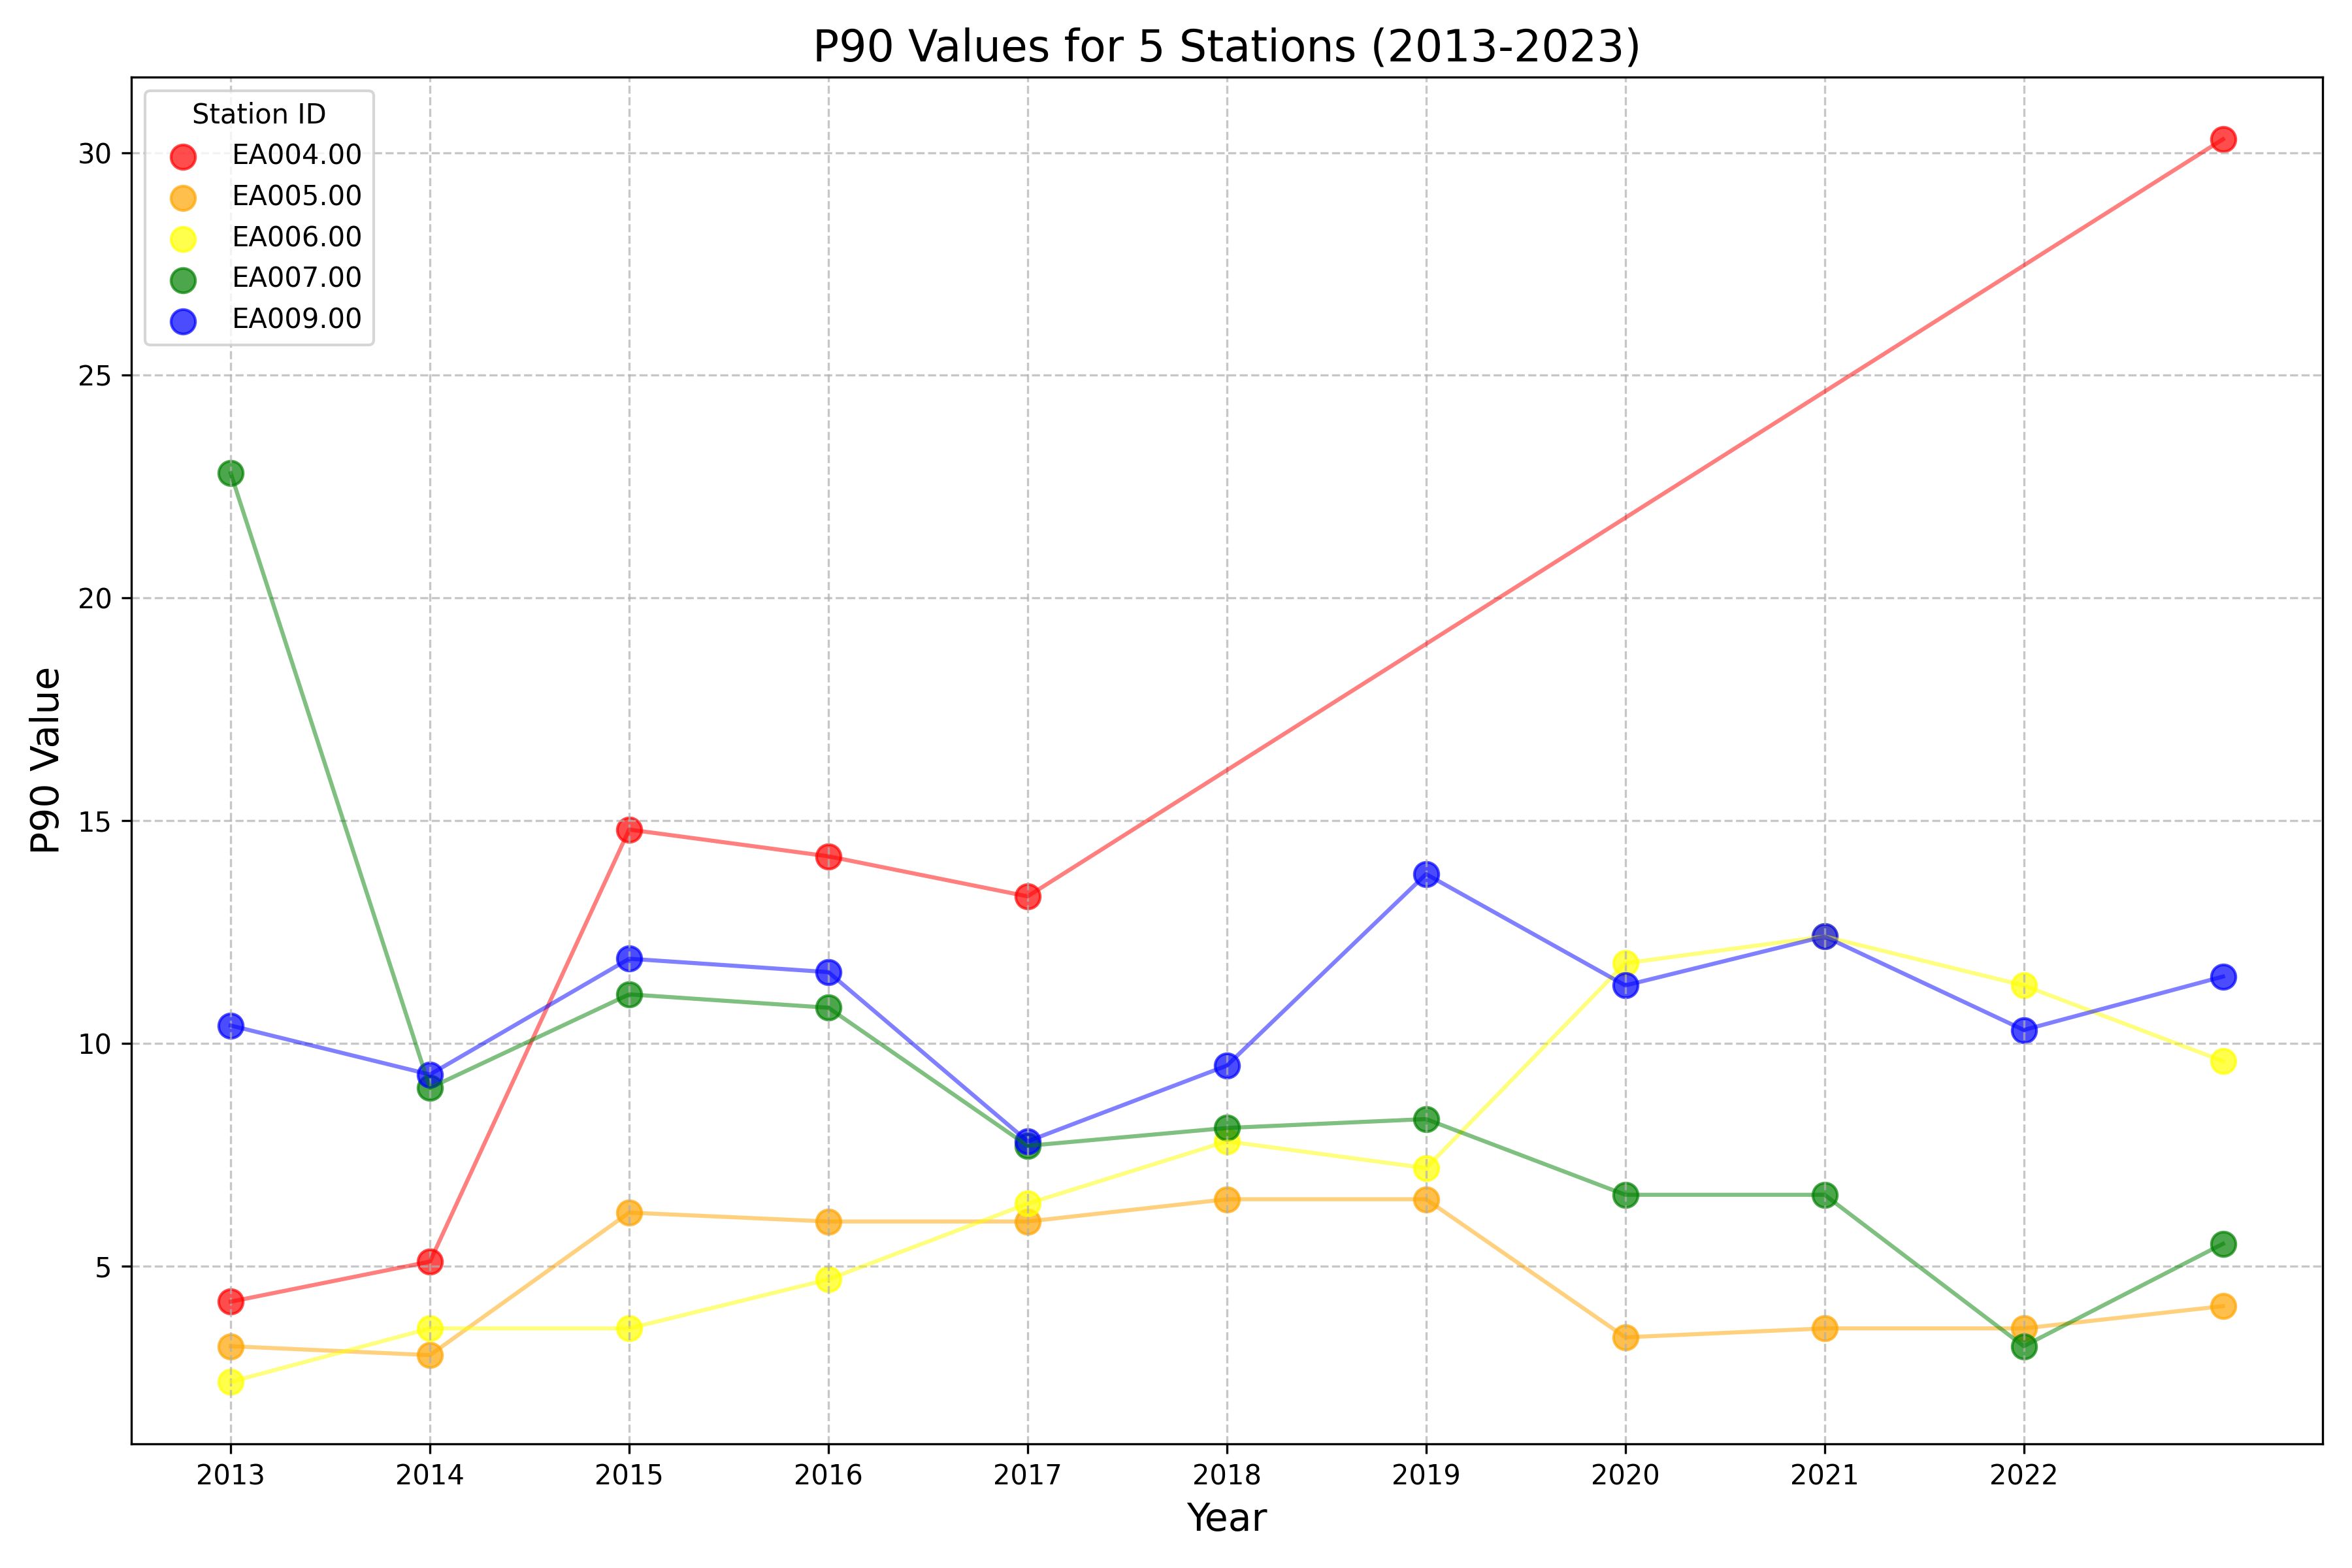 P90 Values for 5 Stations (2013-2023)
Station ID
EA004.00
EA005.00
EA006.00
EA007.00
EA009.00
30
25
20
15
10
5
P90 Value
2013 2014 2015 2016 2017 2018 2019 2020 2021 2022
Year